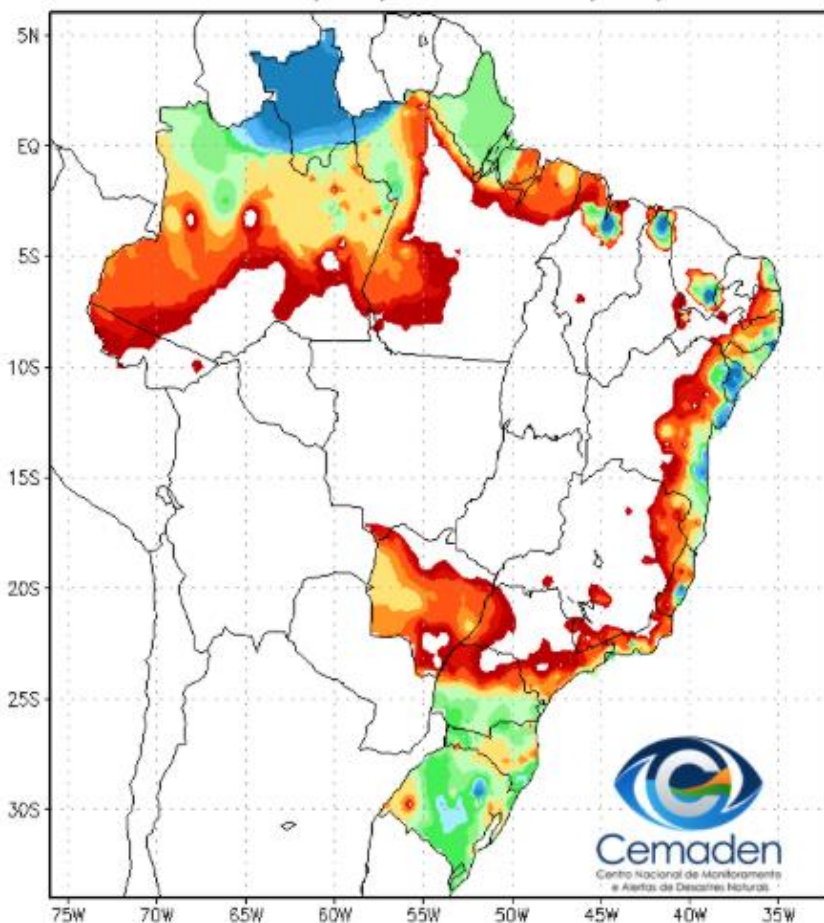 5N
EQ
5S
10S
15S
20S
25S
30S
75W 70W 65W 60W 55W 50W 45W 40W 35W
Cemaden
Centro Nacional de Monitoramento
e Alertas de Desastres Naturais